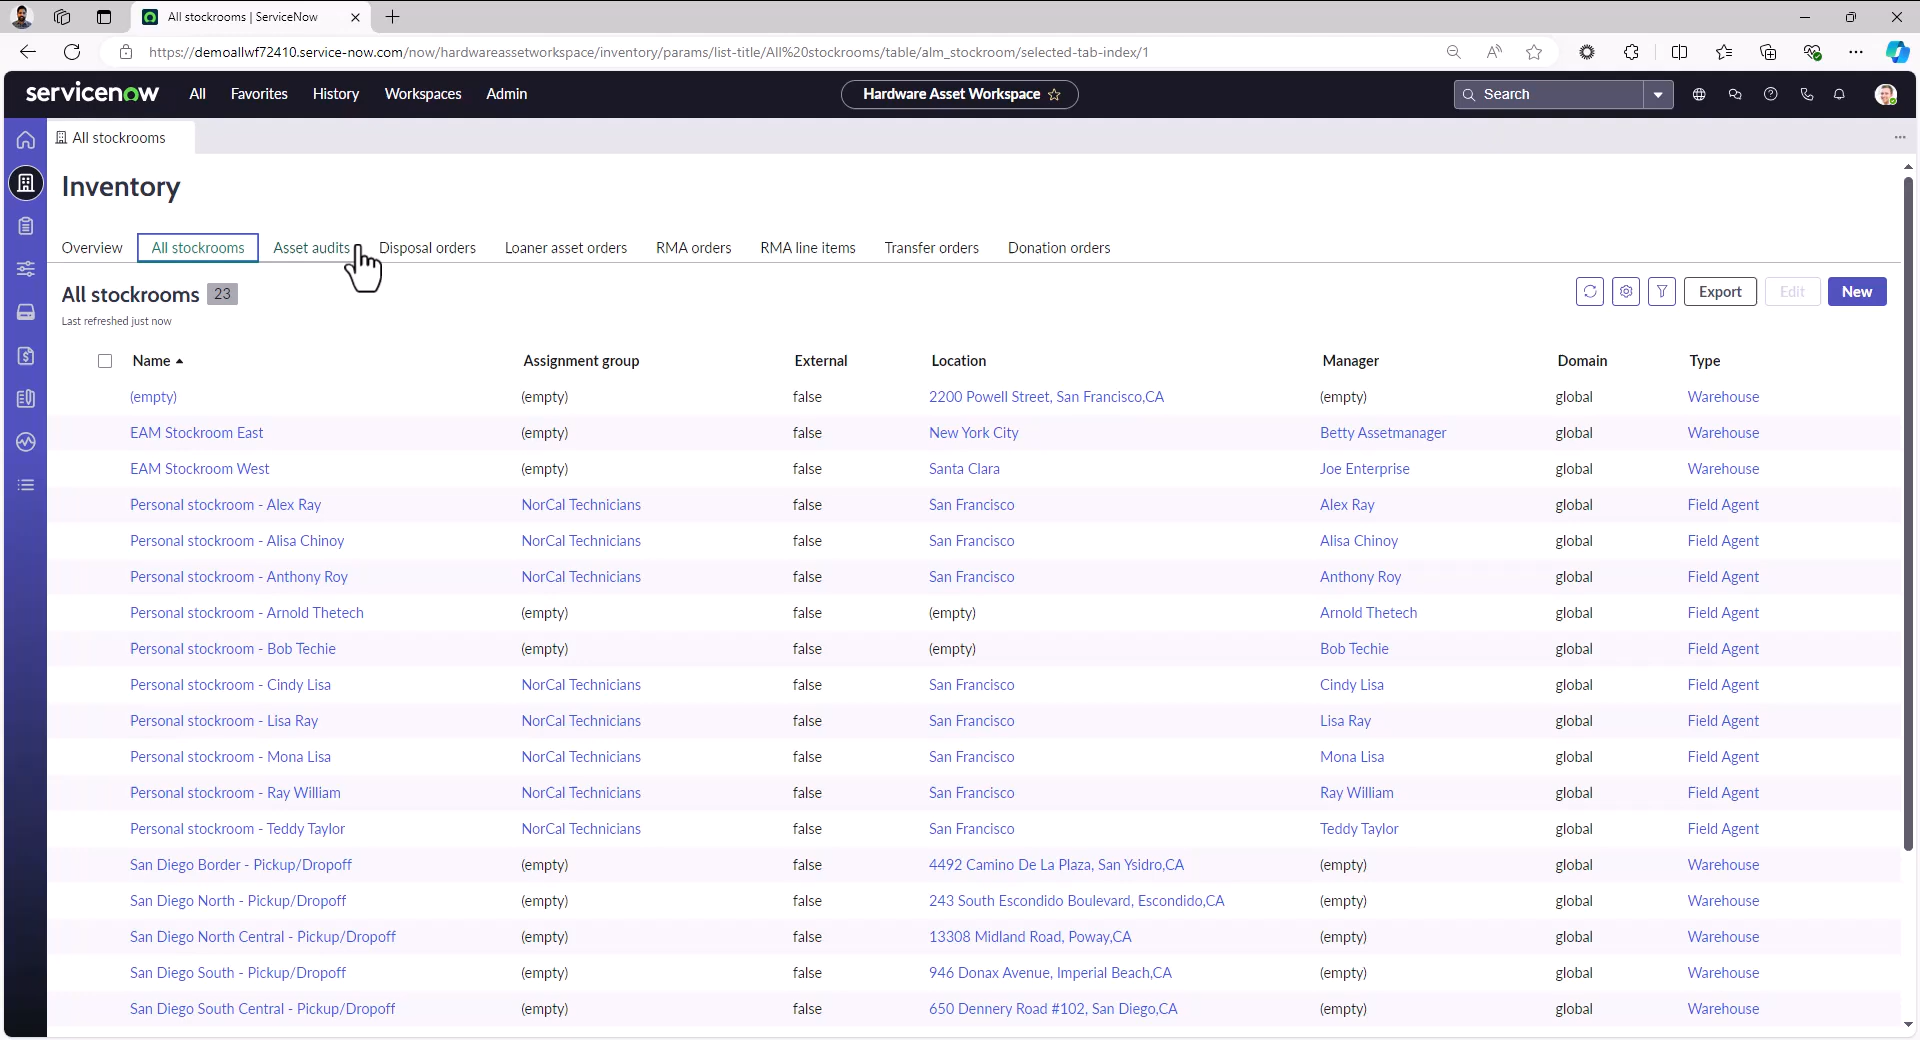 All stockrooms | ServiceNow
https://demoallwf72410.service-now.com/now/hardwareassetworkspace/inventory/params/list-title/All%20stockrooms/table/alm_stockroom/selected-tab-index/1
servicenow All Favorites History Workspaces Admin Hardware Asset Workspace Search
All stockrooms
Inventory
Overview All stockrooms Asset audits Disposal orders Loaner asset orders RMA orders RMA line items Transfer orders Donation orders
All stockrooms 23 Export Edit New
Last refreshed just now
Name Assignment group External Location Manager Domain Type
(empty) (empty) false 2200 Powell Street, San Francisco,CA (empty) global Warehouse
EAM Stockroom East (empty) false New York City Betty Assetmanager global Warehouse
EAM Stockroom West (empty) false Santa Clara Joe Enterprise global Warehouse
Personal stockroom - Alex Ray NorCal Technicians false San Francisco Alex Ray global Field Agent
Personal stockroom - Alisa Chinoy NorCal Technicians false San Francisco Alisa Chinoy global Field Agent
Personal stockroom - Anthony Roy NorCal Technicians false San Francisco Anthony Roy global Field Agent
Personal stockroom - Arnold Thetech (empty) false (empty) Arnold Thetech global Field Agent
Personal stockroom - Bob Techie (empty) false (empty) Bob Techie global Field Agent
Personal stockroom - Cindy Lisa NorCal Technicians false San Francisco Cindy Lisa global Field Agent
Personal stockroom - Lisa Ray NorCal Technicians false San Francisco Lisa Ray global Field Agent
Personal stockroom - Mona Lisa NorCal Technicians false San Francisco Mona Lisa global Field Agent
Personal stockroom - Ray William NorCal Technicians false San Francisco Ray William global Field Agent
Personal stockroom - Teddy Taylor NorCal Technicians false San Francisco Teddy Taylor global Field Agent
San Diego Border - Pickup/Dropoff (empty) false 4492 Camino De La Plaza, San Ysidro,CA (empty) global Warehouse
San Diego North - Pickup/Dropoff (empty) false 243 South Escondido Boulevard, Escondido,CA (empty) global Warehouse
San Diego North Central - Pickup/Dropoff (empty) false 13308 Midland Road, Poway,CA (empty) global Warehouse
San Diego South - Pickup/Dropoff (empty) false 946 Donax Avenue, Imperial Beach,CA (empty) global Warehouse
San Diego South Central - Pickup/Dropoff (empty) false 650 Dennery Road #102, San Diego,CA (empty) global Warehouse